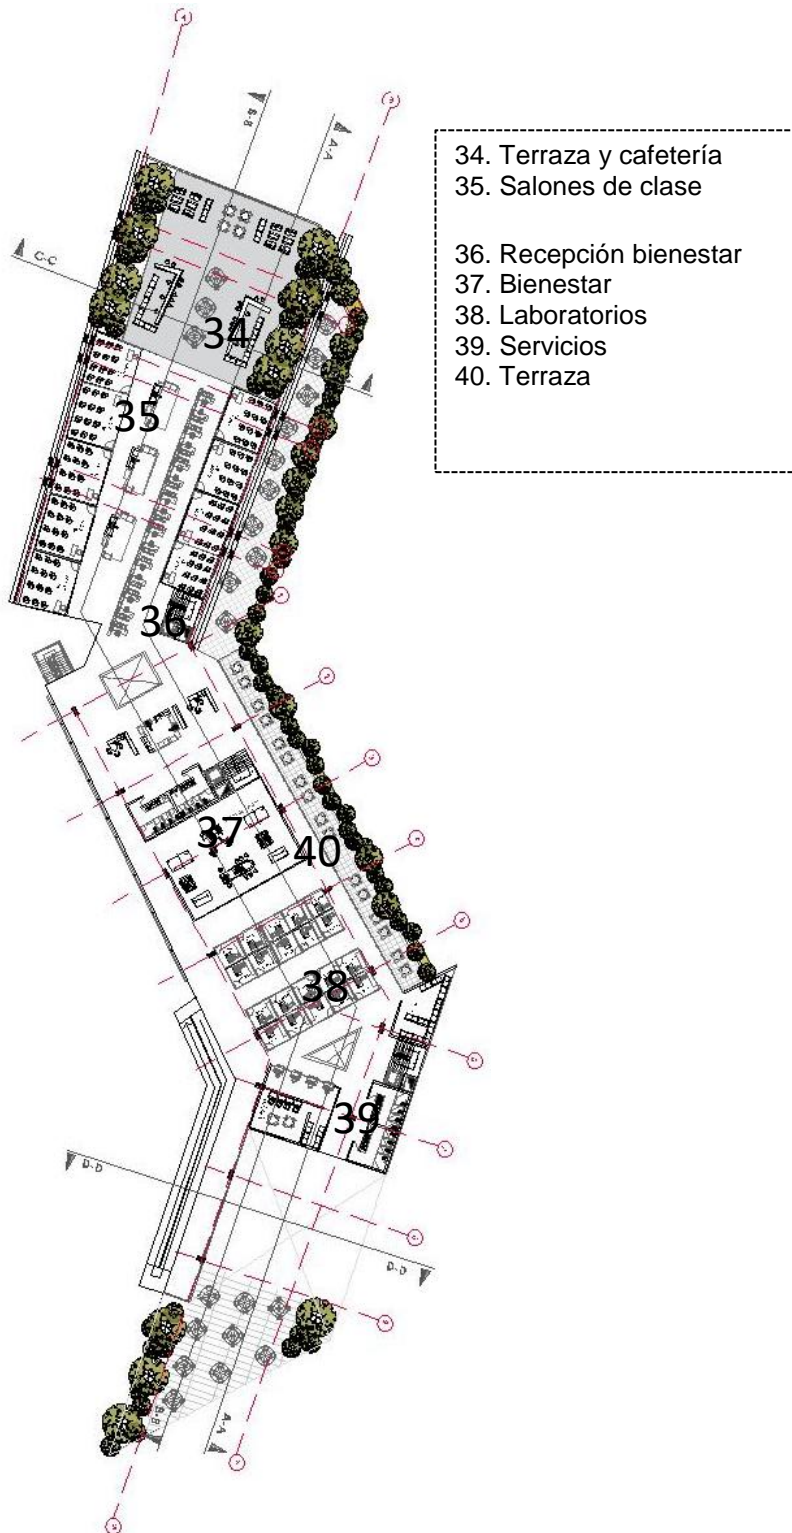 B-B
A-A
C-C
34. Terraza y cafetería
35. Salones de clase
36. Recepción bienestar
37. Bienestar
38. Laboratorios
39. Servicios
40. Terraza
34
35
36
37
40
38
39
D-D
D-D
B-B
A-A